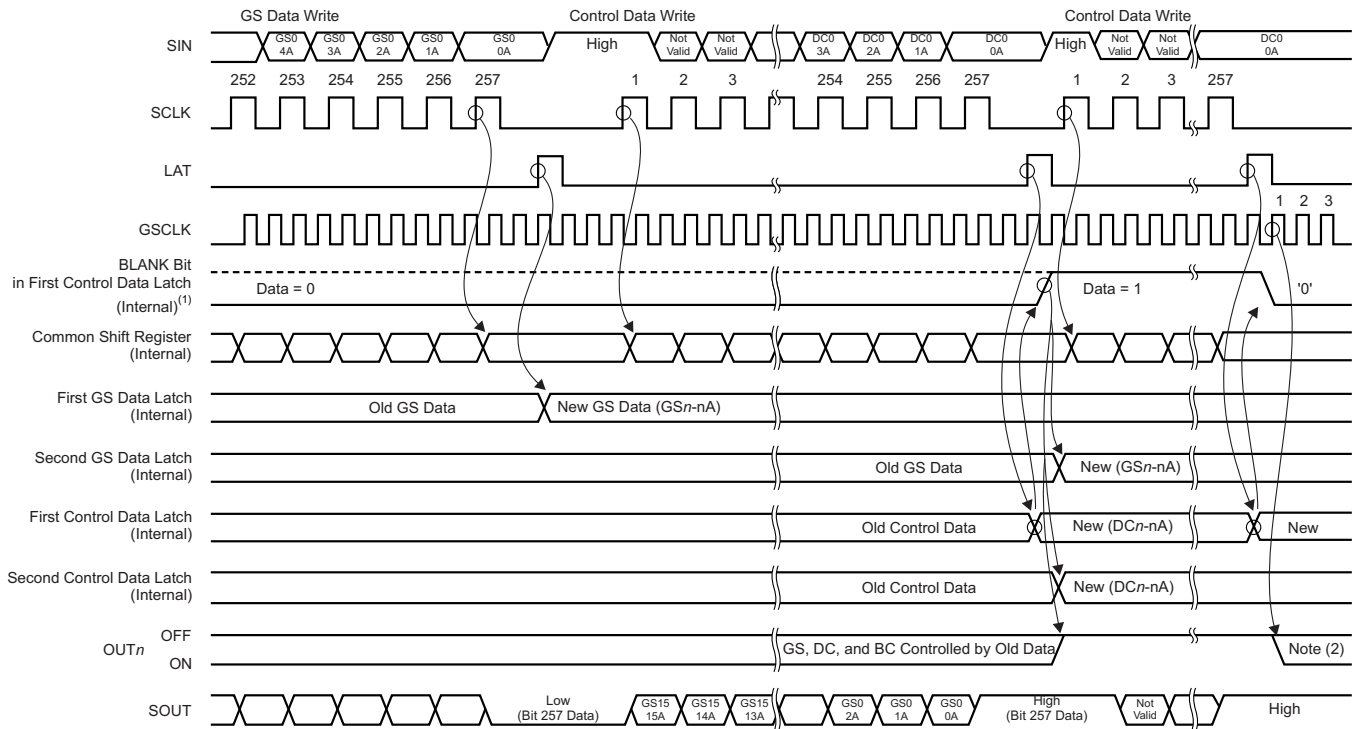 GS Data Write
Control Data Write
Control Data Write
SIN
GS0 4A
GS0 3A
GS0 2A
GS0 1A
GS0 0A
High
Not Valid
Not Valid
DC0 3A
DC0 2A
DC0 1A
DC0 0A
High
Not Valid
Not Valid
DC0 0A
252 253 254 255 256 257 1 2 3 254 255 256 257 1 2 3 257
SCLK
LAT
1 2 3
GSCLK
BLANK Bit
in First Control Data Latch
(Internal)(1)
Data = 0
Data = 1
'0'
Common Shift Register
(Internal)
First GS Data Latch
(Internal)
Old GS Data
New GS Data (GSn-nA)
Second GS Data Latch
(Internal)
Old GS Data
New (GSn-nA)
First Control Data Latch
(Internal)
Old Control Data
New (DCn-nA)
New
Second Control Data Latch
(Internal)
Old Control Data
New (DCn-nA)
OUTn
OFF
ON
GS, DC, and BC Controlled by Old Data
Note (2)
SOUT
Low
(Bit 257 Data)
GS15 15A
GS15 14A
GS15 13A
GS0 2A
GS0 1A
GS0 0A
High
(Bit 257 Data)
Not Valid
High